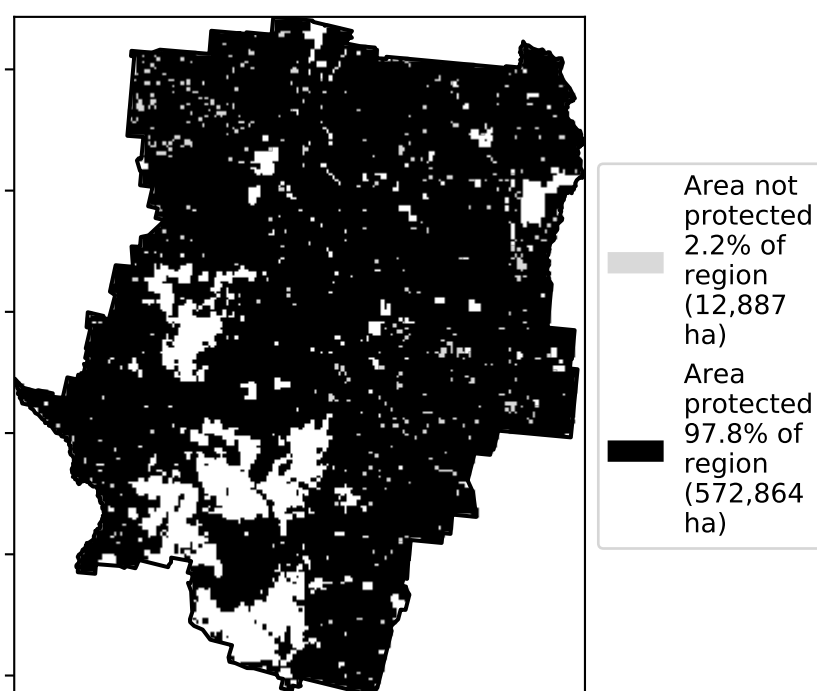 Area not
protected
2.2% of
region
(12,887
ha)
Area
protected
97.8% of
region
(572,864
ha)